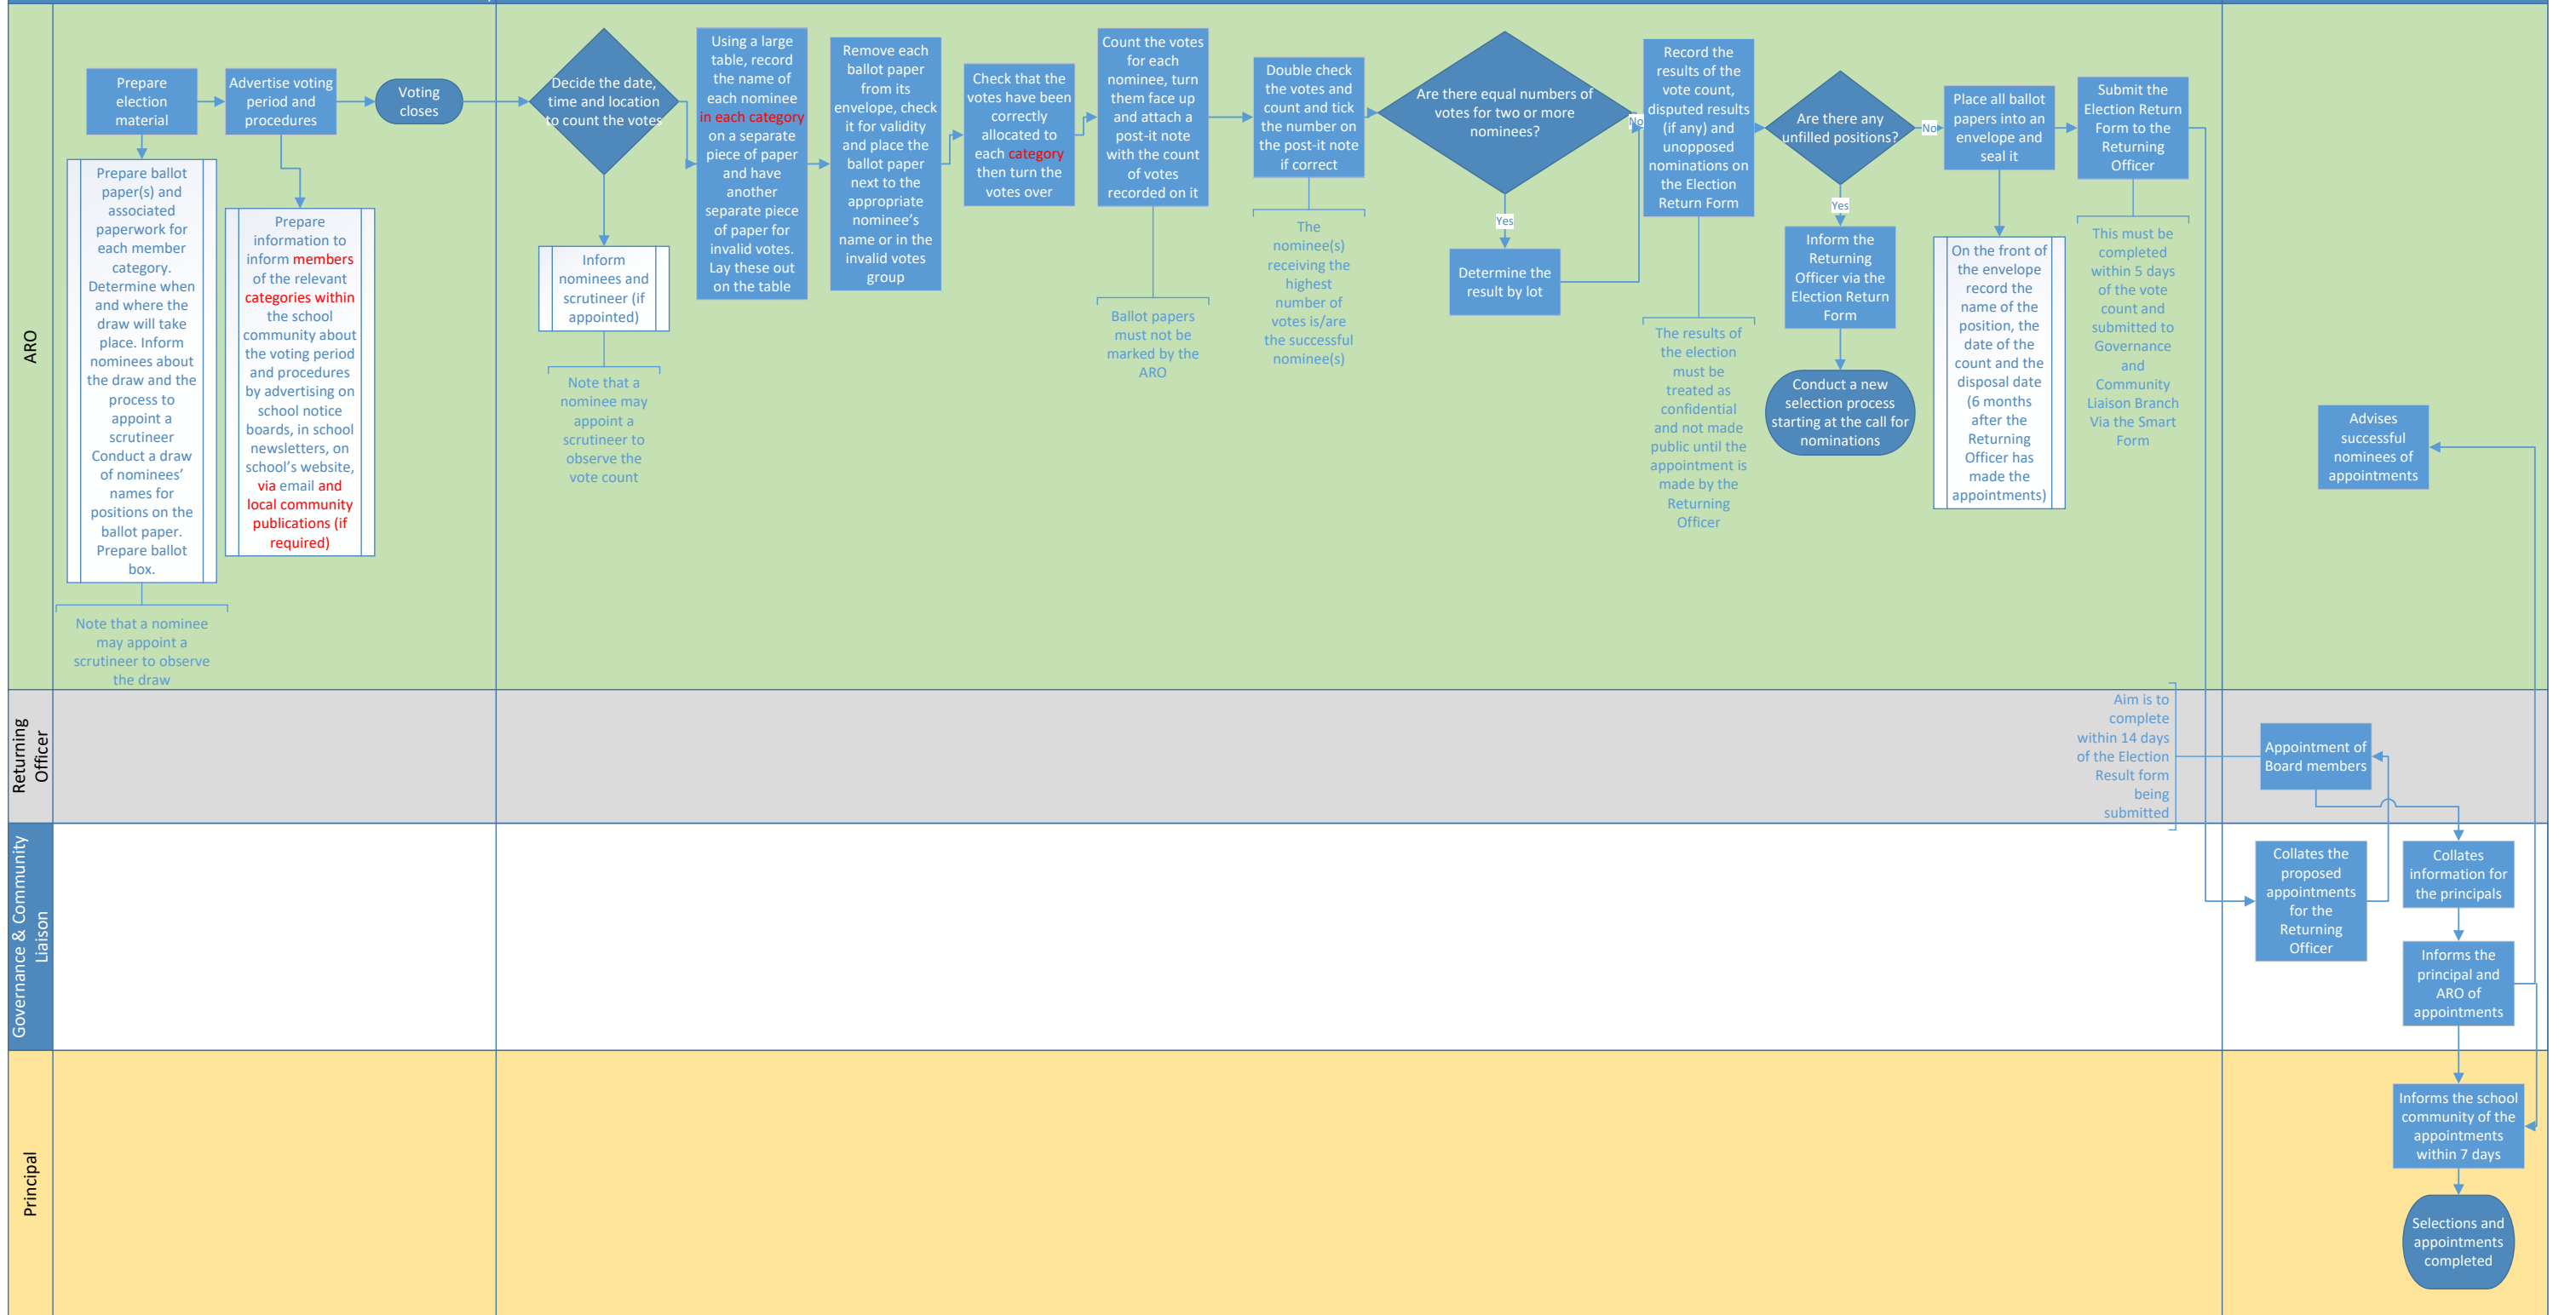 ARO
Prepare
election
material
Advertise voting
period and
procedures
Voting
closes
Decide the date,
time and location
to count the votes
Using a large
table, record
the name of
each nominee
in each category
on a separate
piece of paper
and have
another
separate piece
of paper for
invalid votes.
Lay these out
on the table
Remove each
ballot paper
from its
envelope, check
it for validity
and place the
ballot paper
next to the
appropriate
nominee's
name or in the
invalid votes
group
Check that the
votes have been
correctly
allocated to
each category
then turn the
votes over
Count the votes
for each
nominee, turn
them face up
and attach a
post-it note
with the count
of votes
recorded on it
Double check
the votes and
count and tick
the number on
the post-it note
if correct
Are there equal numbers of
votes for two or more
nominees?
No
Yes
Determine the
result by lot
Record the
results of the
vote count,
disputed results
(if any) and
unopposed
nominations on
the Election
Return Form
Are there any
unfilled positions?
No
Yes
Inform the
Returning
Officer via the
Election Return
Form
Conduct a new
selection process
starting at the call for
nominations
Place all ballot
papers into an
envelope and
seal it
Submit the
Election Return
Form to the
Returning
Officer
Prepare ballot
paper(s) and
associated
paperwork for
each member
category.
Determine when
and where the
draw will take
place. Inform
nominees about
the draw and the
process to
appoint a
scrutineer
Conduct a draw
of nominees'
names for
positions on the
ballot paper.
Prepare ballot
box.
Note that a nominee
may appoint a
scrutineer to observe
the draw
Prepare
information to
inform members
of the relevant
categories within
the school
community about
the voting period
and procedures
by advertising on
school notice
boards, in school
newsletters, on
school's website,
via email and
local community
publications (if
required)
Inform
nominees and
scrutineer (if
appointed)
Note that a
nominee may
appoint a
scrutineer to
observe the
vote count
Ballot papers
must not be
marked by the
ARO
The
nominee(s)
receiving the
highest
number of
votes is/are
the successful
nominee(s)
The results of
the election
must be
treated as
confidential
and not made
public until the
appointment is
made by the
Returning
Officer
On the front of
the envelope
record the
name of the
position, the
date of the
count and the
disposal date
(6 months
after the
Returning
Officer has
made the
appointments)
This must be
completed
within 5 days
of the vote
count and
submitted to
Governance
and
Community
Liaison Branch
Via the Smart
Form
Advises
successful
nominees of
appointments
Returning
Officer
Aim is to
complete
within 14 days
of the Election
Result form
being
submitted
Appointment of
Board members
Governance & Community
Liaison
Collates the
proposed
appointments
for the
Returning
Officer
Collates
information for
the principals
Informs the
principal and
ARO of
appointments
Principal
Informs the school
community of the
appointments
within 7 days
Selections and
appointments
completed